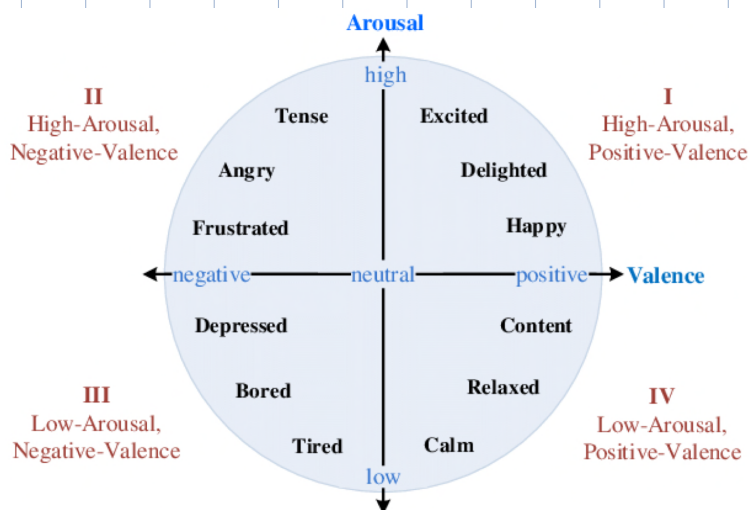 Arousal
high
II
High-Arousal,
Negative-Valence
I
High-Arousal,
Positive-Valence
Tense
Excited
Angry
Delighted
Frustrated
Happy
negative
neutral
positive
Valence
Depressed
Content
Bored
Relaxed
Tired
Calm
III
Low-Arousal,
Negative-Valence
IV
Low-Arousal,
Positive-Valence
low